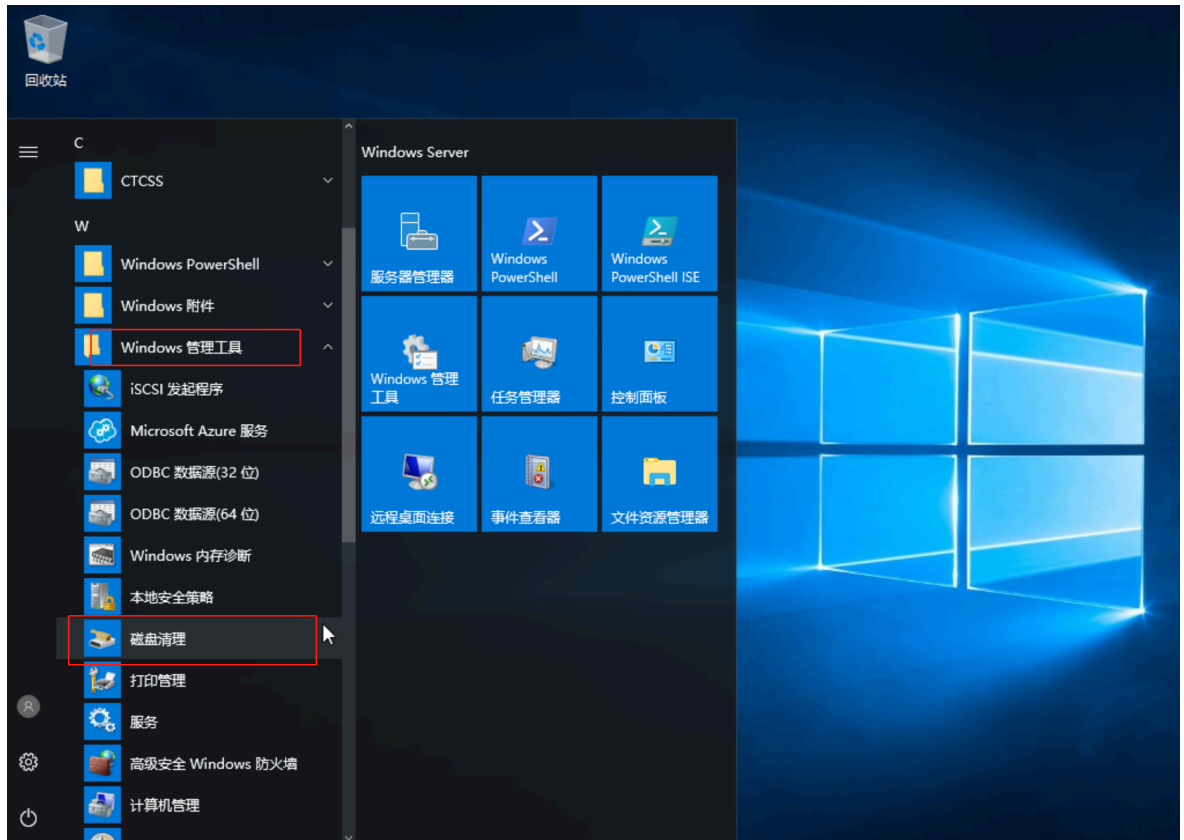 回收站
C
CTCSS
W
Windows PowerShell
Windows 附件
Windows 管理工具
iSCSI 发起程序
Microsoft Azure 服务
ODBC 数据源(32 位)
ODBC 数据源(64 位)
Windows 内存诊断
本地安全策略
磁盘清理
打印管理
服务
高级安全 Windows 防火墙
计算机管理
Windows Server
服务器管理器
Windows
PowerShell
Windows
PowerShell ISE
Windows 管理
工具
任务管理器
控制面板
远程桌面连接
事件查看器
文件资源管理器